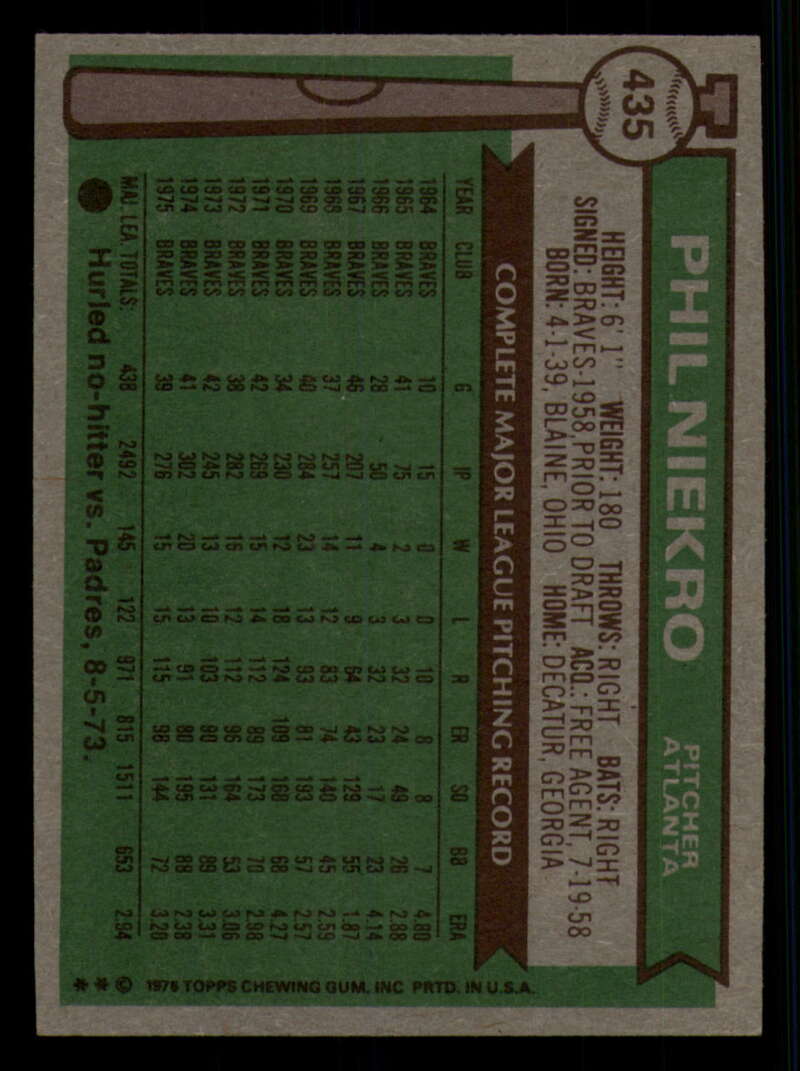 435
PHIL NIEKRO
PITCHER
ATLANTA
HEIGHT: 6' 1" WEIGHT: 180 THROWS: RIGHT BATS: RIGHT
SIGNED: BRAVES-1958, PRIOR TO DRAFT ACQ.: FREE AGENT, 7-19-58
BORN: 4-1-39, BLAINE, OHIO HOME: DECATUR, GEORGIA
COMPLETE MAJOR LEAGUE PITCHING RECORD
YEAR CLUB G IP W L R ER SO BB ERA
1964 BRAVES 10 15 0 0 10 8 8 7 4.80
1965 BRAVES 41 75 2 3 32 24 49 26 2.88
1966 BRAVES 28 50 4 3 32 23 17 23 4.14
1967 BRAVES 46 207 11 9 64 43 129 55 1.87
1968 BRAVES 37 257 14 12 83 74 140 45 2.59
1969 BRAVES 40 284 23 13 93 81 193 57 2.57
1970 BRAVES 34 230 12 18 124 109 168 68 4.27
1971 BRAVES 42 269 15 14 112 89 173 70 2.98
1972 BRAVES 38 282 16 12 112 96 164 53 3.06
1973 BRAVES 42 245 13 10 103 90 131 89 3.31
1974 BRAVES 41 302 20 13 91 80 195 88 2.38
1975 BRAVES 39 276 15 15 115 98 144 72 3.20
MAJ. LEA. TOTALS: 438 2492 145 122 971 815 1511 653 2.94
Hurled no-hitter vs. Padres, 8-5-73.
** © 1976 TOPPS CHEWING GUM, INC PRTD. IN U.S.A.